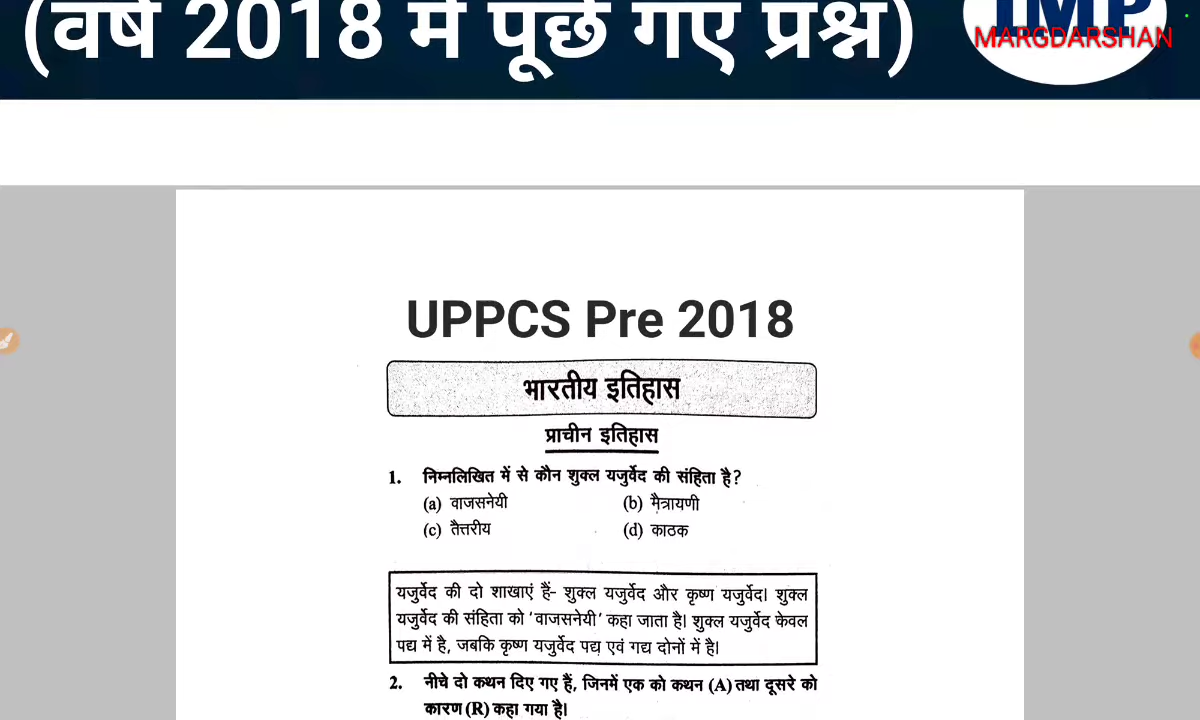 (वर्ष 2018 में पूछे गए प्रश्न)
IMP
MARGDARSHAN
UPPCS Pre 2018
भारतीय इतिहास
प्राचीन इतिहास
1. निम्नलिखित में से कौन शुक्ल यजुर्वेद की संहिता है?
(a) वाजसनेयी (b) मैत्रायणी
(c) तैत्तरीय (d) काठक
यजुर्वेद की दो शाखाएं हैं- शुक्ल यजुर्वेद और कृष्ण यजुर्वेद। शुक्ल
यजुर्वेद की संहिता को 'वाजसनेयी' कहा जाता है। शुक्ल यजुर्वेद केवल
पद्य में है, जबकि कृष्ण यजुर्वेद पद्य एवं गद्य दोनों में है।
2. नीचे दो कथन दिए गए हैं, जिनमें एक को कथन (A) तथा दूसरे को
कारण (R) कहा गया है।